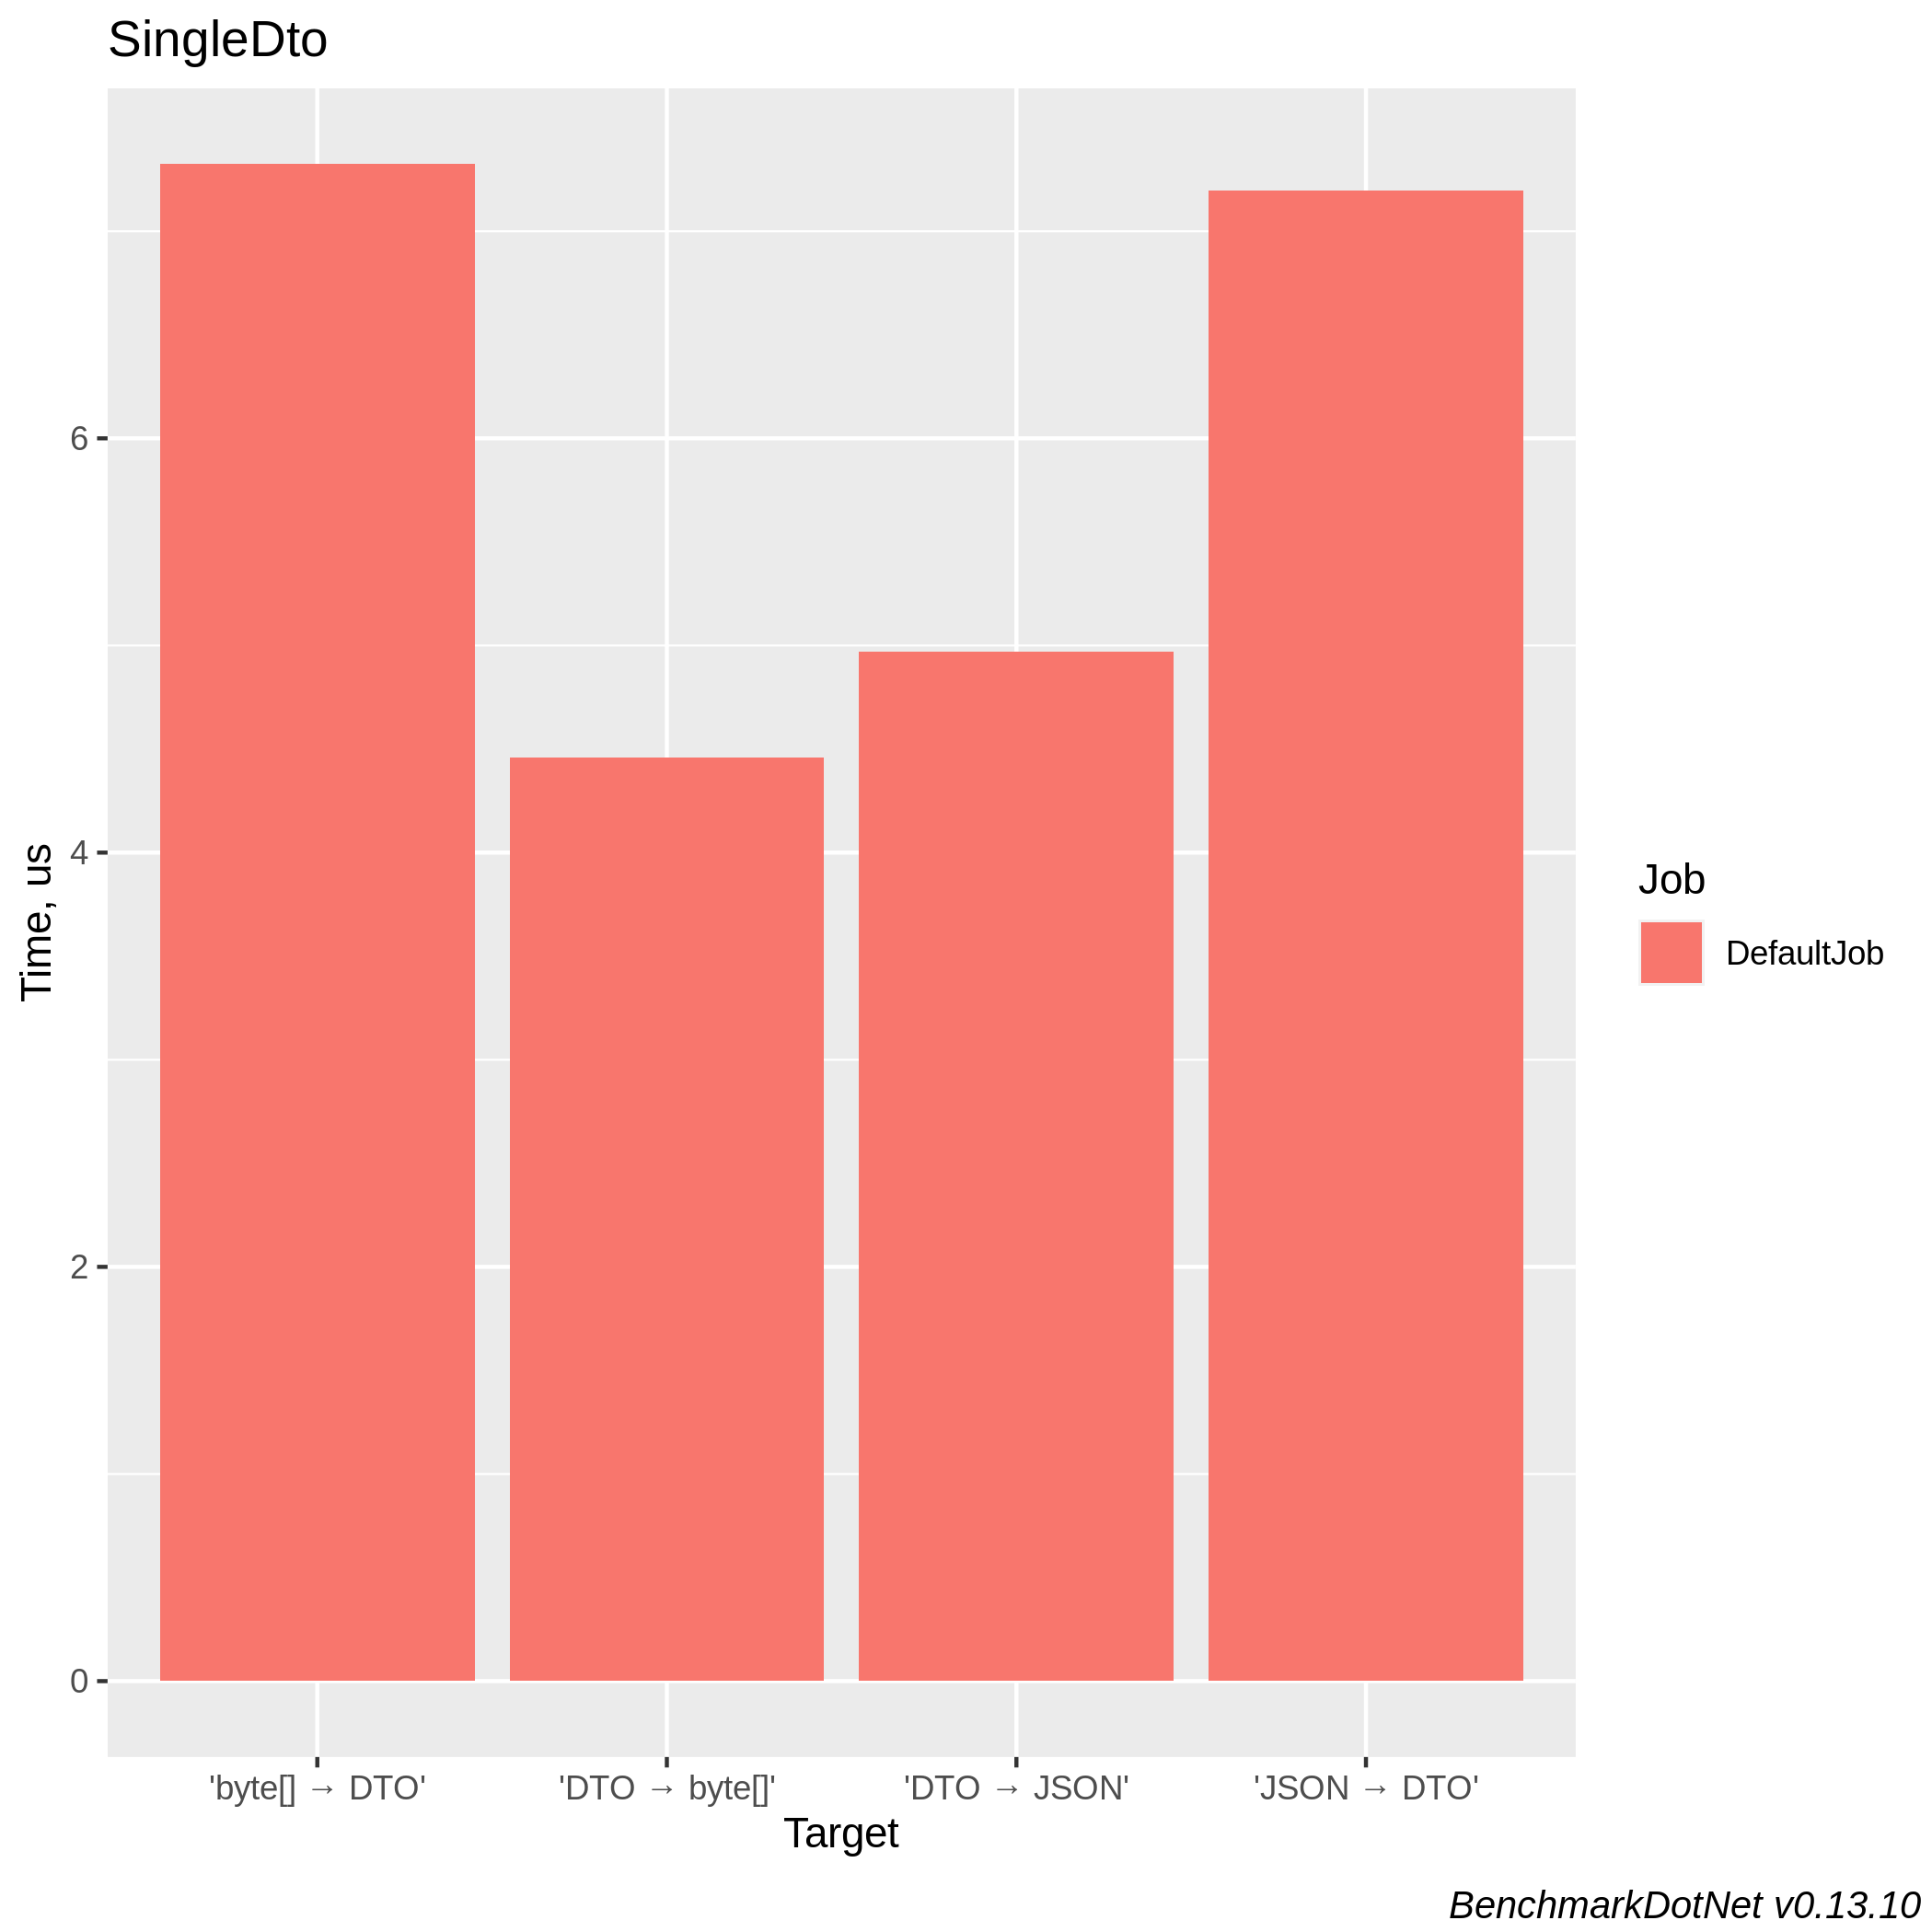 SingleDto
Time, us
6
4
2
0
'byte[] → DTO'
'DTO → byte[]'
'DTO → JSON'
'JSON → DTO'
Target
Job
DefaultJob
BenchmarkDotNet v0.13.10